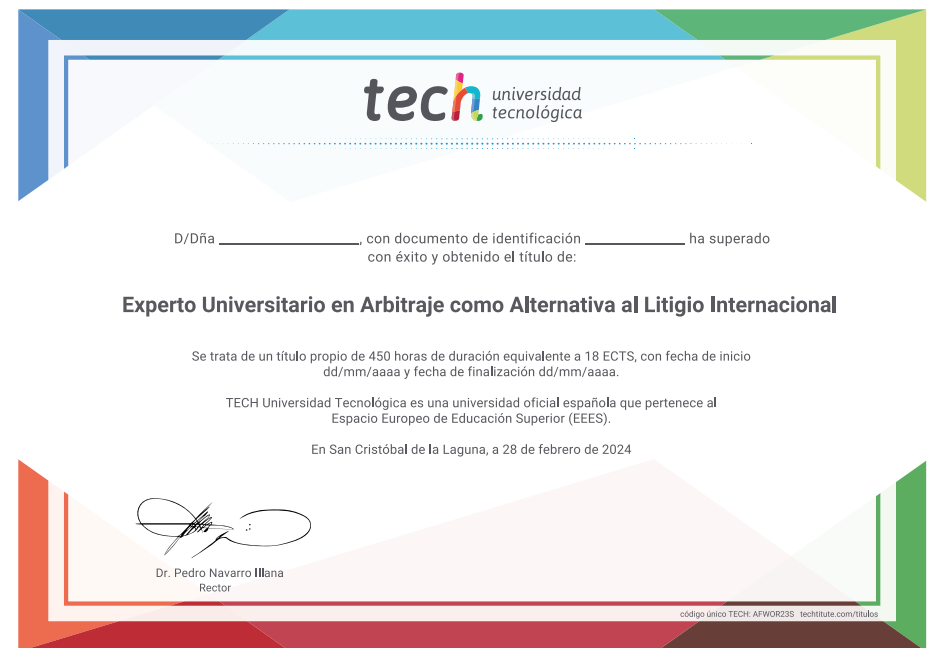 tech universidad
tecnológica
D/Dña ________________, con documento de identificación ____________ ha superado
con éxito y obtenido el título de:
Experto Universitario en Arbitraje como Alternativa al Litigio Internacional
Se trata de un título propio de 450 horas de duración equivalente a 18 ECTS, con fecha de inicio
dd/mm/aaaa y fecha de finalización dd/mm/aaaa.
TECH Universidad Tecnológica es una universidad oficial española que pertenece al
Espacio Europeo de Educación Superior (EEES).
En San Cristóbal de la Laguna, a 28 de febrero de 2024
Dr. Pedro Navarro Illana
Rector
código único TECH: AFWOR23S techtitute.com/titulos